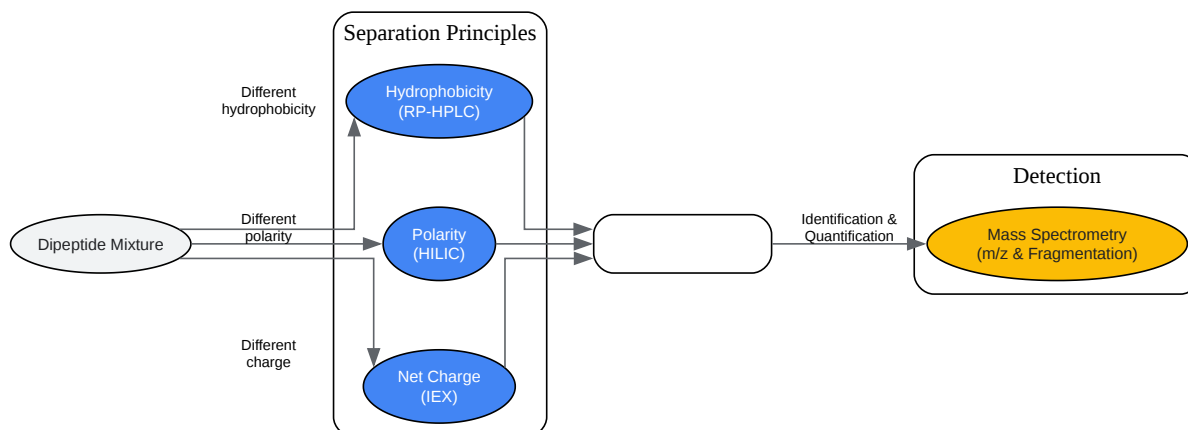 Separation Principles
Different
hydrophobicity
Hydrophobicity
(RP-HPLC)
Dipeptide Mixture
Different
polarity
Polarity
(HILIC)
Different
charge
Net Charge
(IEX)
Identification &
Quantification
Detection
Mass Spectrometry
(m/z & Fragmentation)